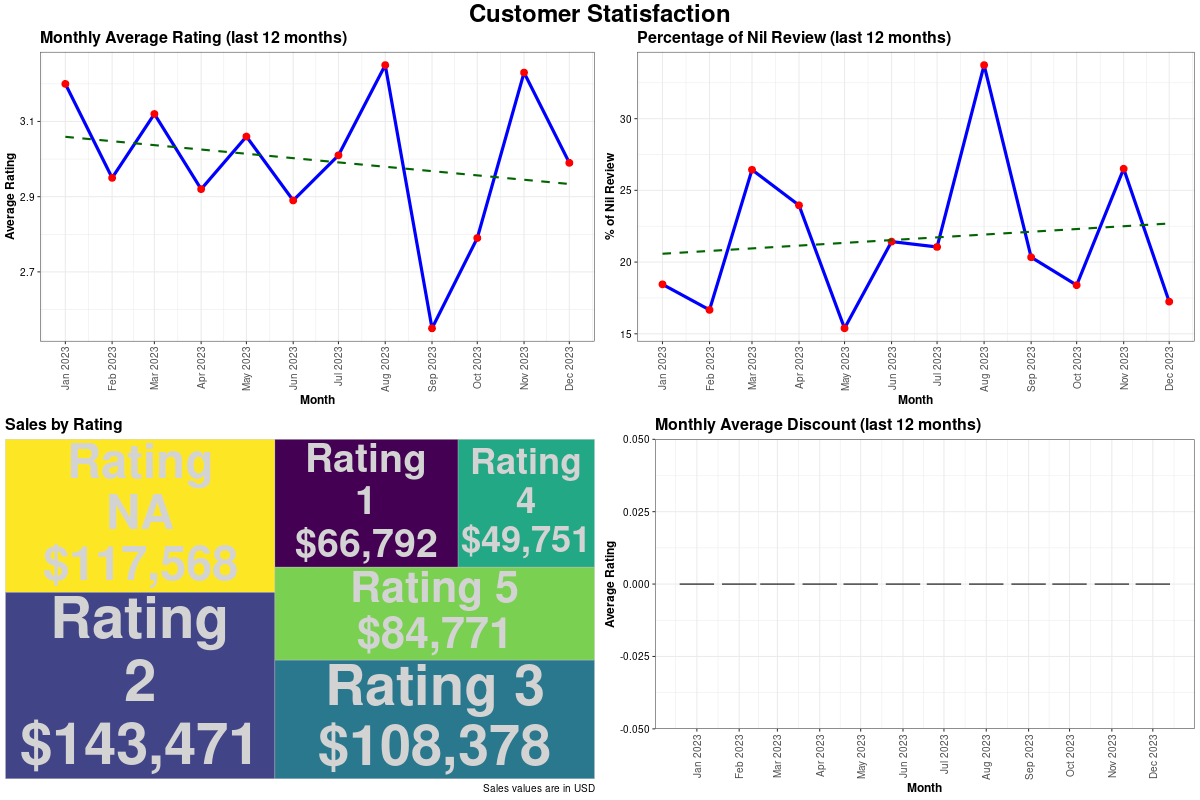 Customer Statisfaction
Monthly Average Rating (last 12 months)
Average Rating
3.1
2.9
2.7
Jan 2023
Feb 2023
Mar 2023
Apr 2023
May 2023
Jun 2023
Jul 2023
Aug 2023
Sep 2023
Oct 2023
Nov 2023
Dec 2023
Month
Percentage of Nil Review (last 12 months)
% of Nil Review
30
25
20
15
Jan 2023
Feb 2023
Mar 2023
Apr 2023
May 2023
Jun 2023
Jul 2023
Aug 2023
Sep 2023
Oct 2023
Nov 2023
Dec 2023
Month
Sales by Rating
Rating
NA
$117,568
Rating
2
$143,471
Rating
1
$66,792
Rating
4
$49,751
Rating 5
$84,771
Rating 3
$108,378
Sales values are in USD
Monthly Average Discount (last 12 months)
Average Rating
0.050
0.025
0.000
-0.025
-0.050
Jan 2023
Feb 2023
Mar 2023
Apr 2023
May 2023
Jun 2023
Jul 2023
Aug 2023
Sep 2023
Oct 2023
Nov 2023
Dec 2023
Month